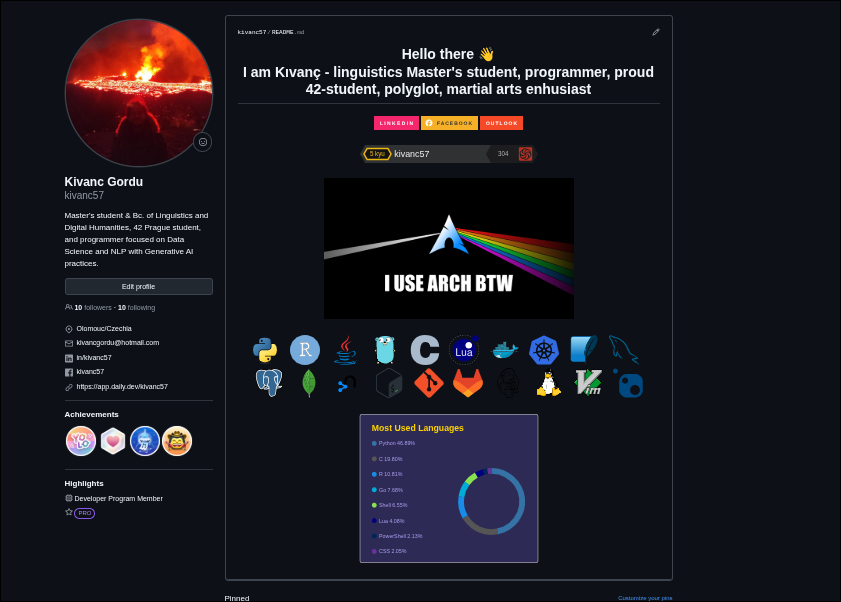 Kivanc Gordu
kivanc57
Master's student & Bc. of Linguistics and
Digital Humanities, 42 Prague student,
and programmer focused on Data
Science and NLP with Generative AI
practices.
Edit profile
10 followers · 10 following
Olomouc/Czechia
kivancgordu@hotmail.com
in/kivanc57
kivanc57
https://app.daily.dev/kivanc57
Achievements
YOLO
Highlights
Developer Program Member
PRO
kivanc57 / README.md
Hello there 👋
I am Kıvanç - linguistics Master's student, programmer, proud
42-student, polyglot, martial arts enhusiast
LINKEDIN FACEBOOK OUTLOOK
5 kyu kivanc57 304
I USE ARCH BTW
R C Lua
Vim
Most Used Languages
Python 46.89%
C 19.80%
R 10.81%
Go 7.68%
Shell 6.55%
Lua 4.08%
PowerShell 2.13%
CSS 2.05%
Pinned
Customize your pins